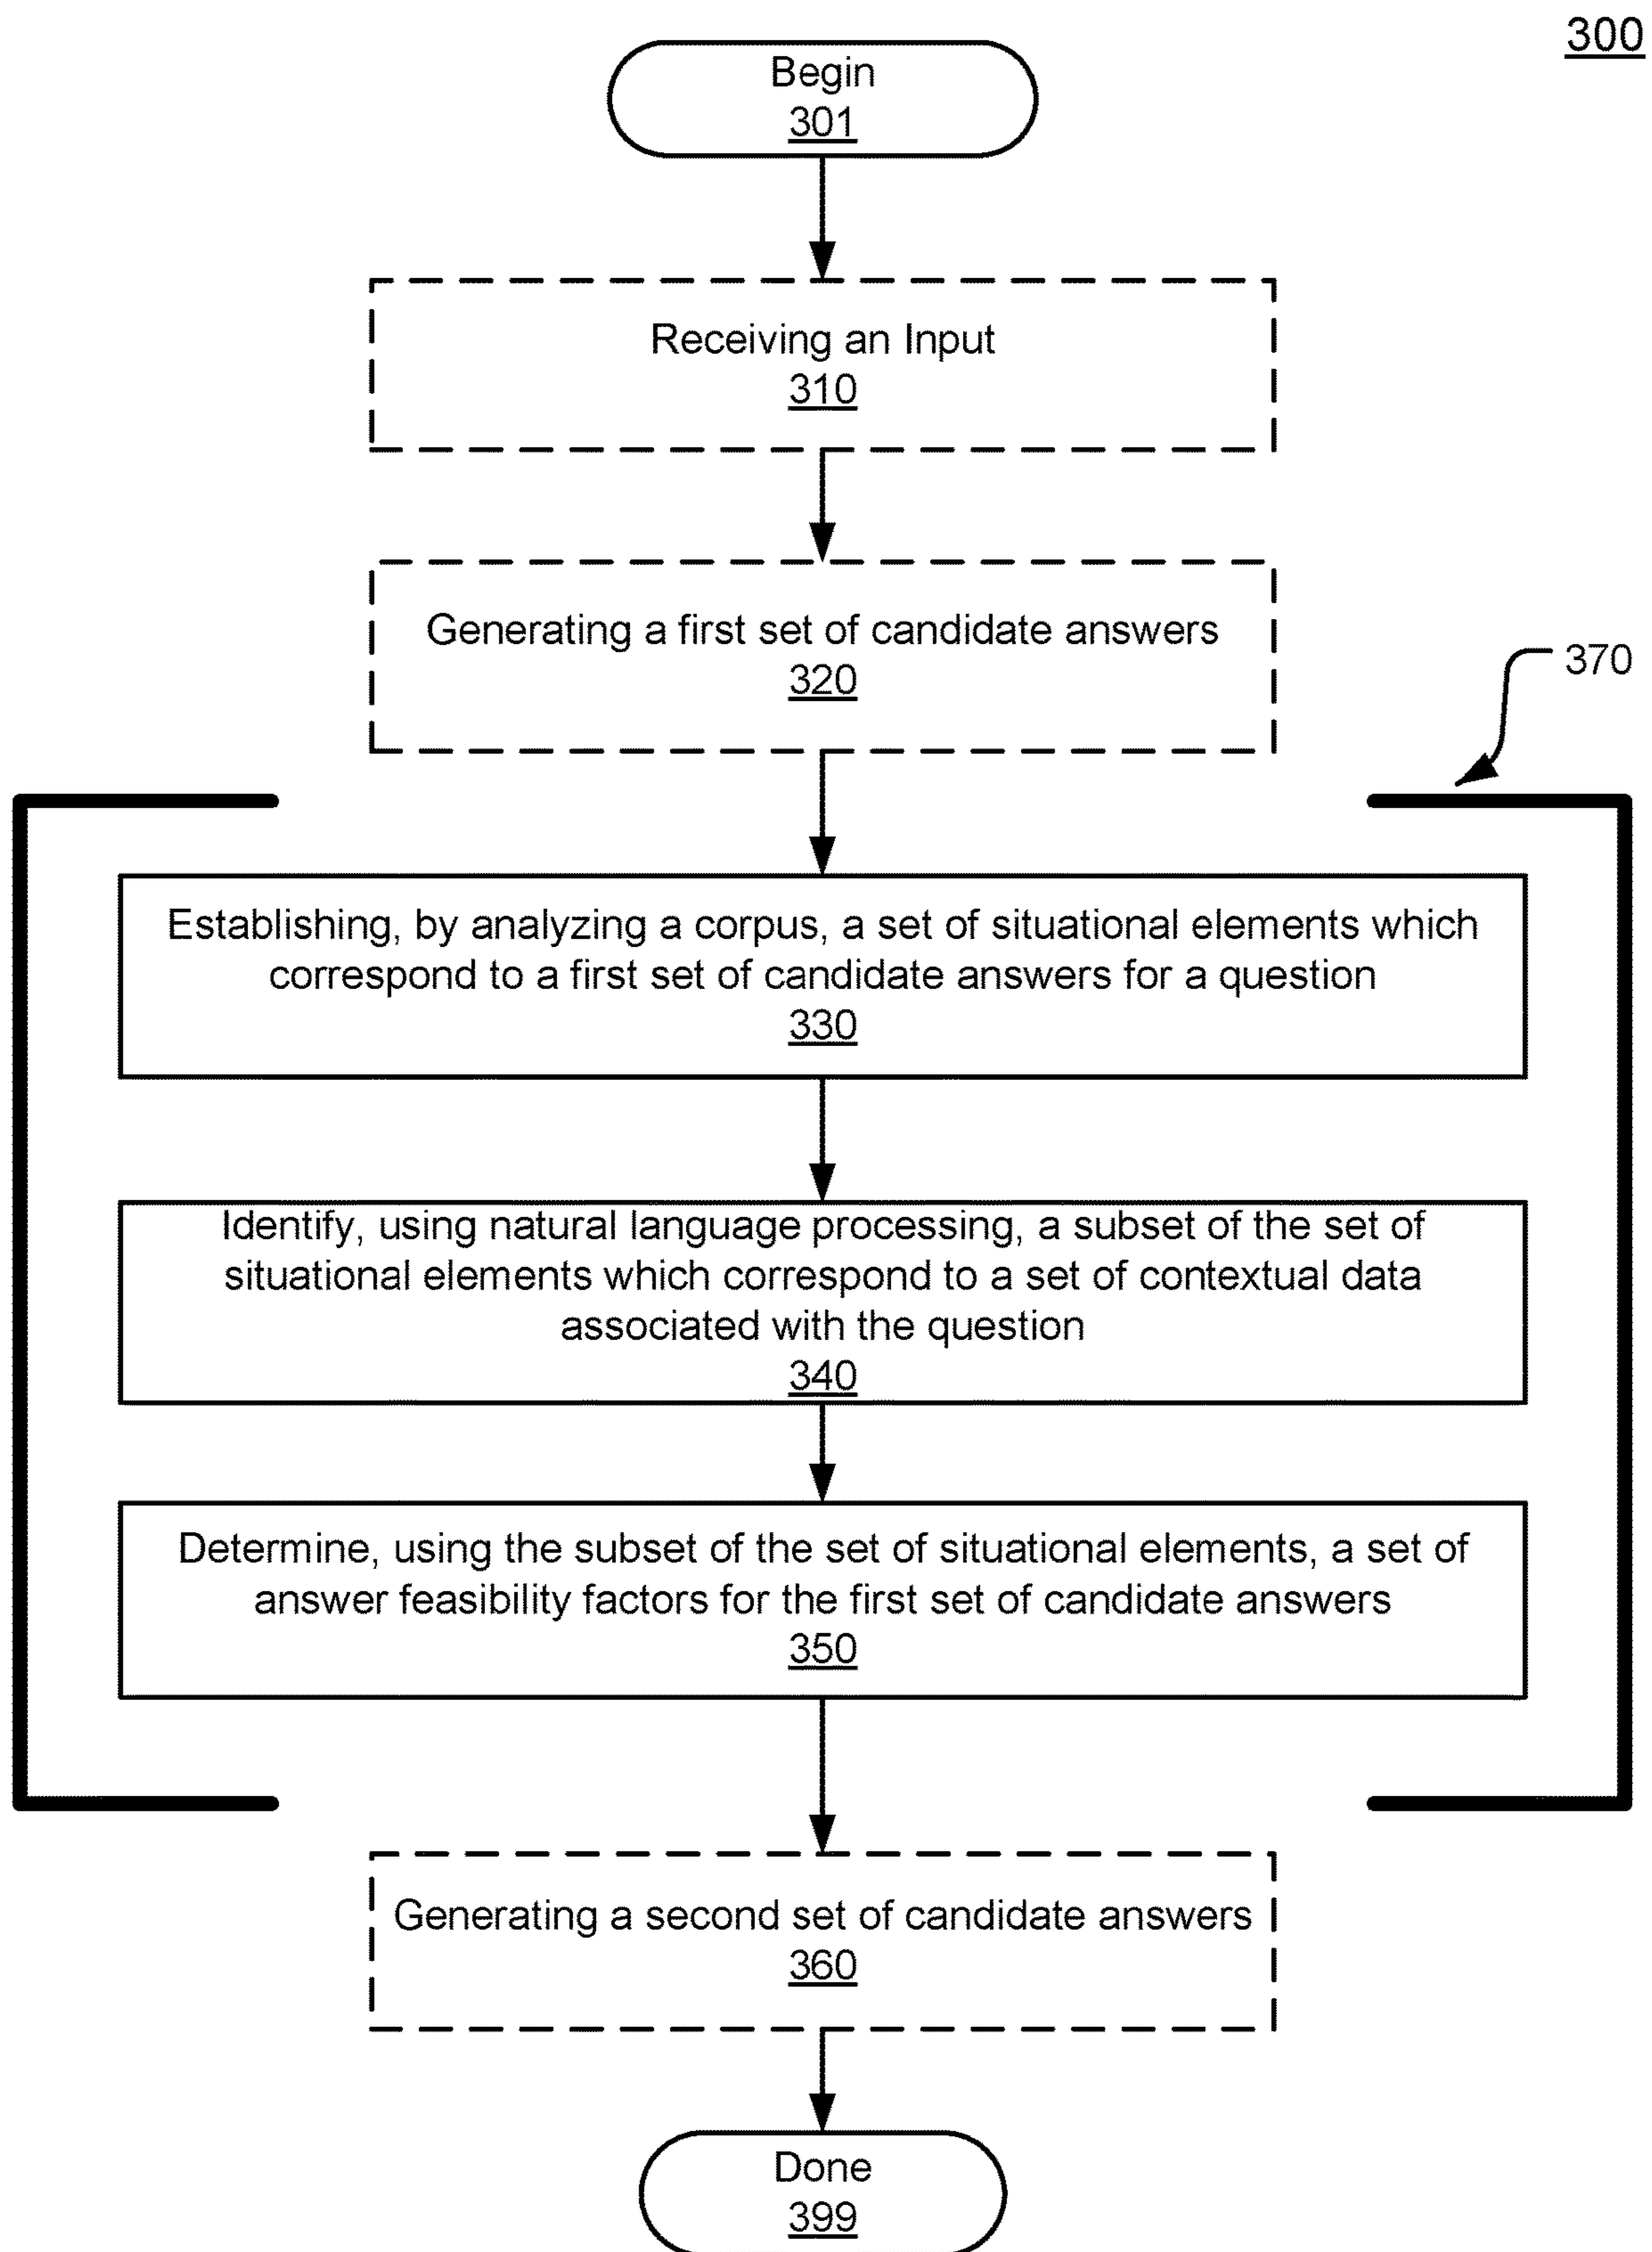 300
Begin
301
Receiving an Input
310
Generating a first set of candidate answers
320
370
Establishing, by analyzing a corpus, a set of situational elements which
correspond to a first set of candidate answers for a question
330
Identify, using natural language processing, a subset of the set of
situational elements which correspond to a set of contextual data
associated with the question
340
Determine, using the subset of the set of situational elements, a set of
answer feasibility factors for the first set of candidate answers
350
Generating a second set of candidate answers
360
Done
399